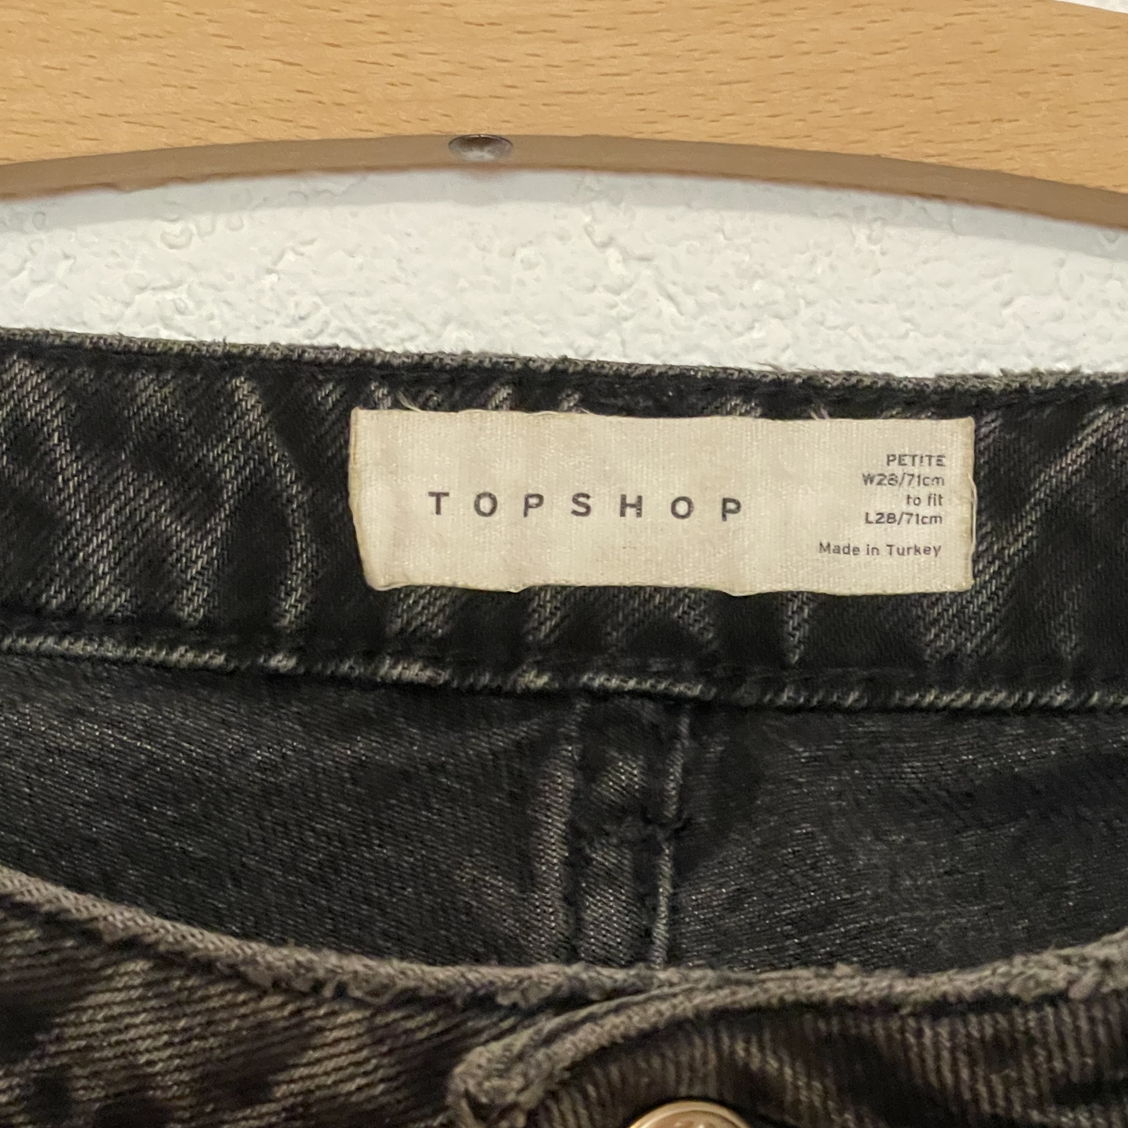 TOPSHOP
PETITE
W28/71cm
to fit
L28/71cm
Made in Turkey